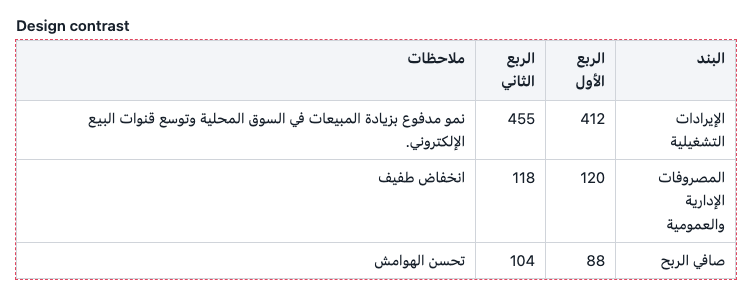 Design contrast
البند
الربع
الأول
الربع
الثاني
ملاحظات
الإيرادات
التشغيلية
412
455
نمو مدفوع بزيادة المبيعات في السوق المحلية وتوسع قنوات البيع
الإلكتروني.
المصروفات
الإدارية
والعمومية
120
118
انخفاض طفيف
صافي الربح
88
104
تحسن الهوامش